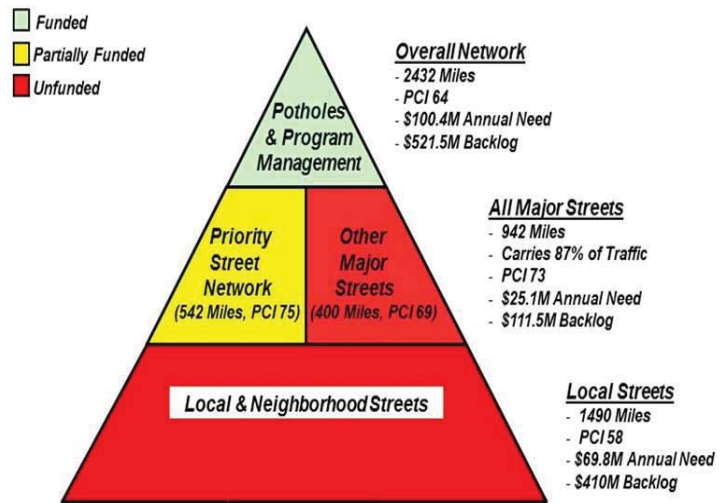 Funded
Partially Funded
Unfunded
Potholes
& Program
Management
Overall Network
- 2432 Miles
- PCI 64
- $100.4M Annual Need
- $521.5M Backlog
Priority
Street
Network
(542 Miles, PCI 75)
Other
Major
Streets
(400 Miles, PCI 69)
All Major Streets
- 942 Miles
- Carries 87% of Traffic
- PCI 73
- $25.1M Annual Need
- $111.5M Backlog
Local & Neighborhood Streets
Local Streets
- 1490 Miles
- PCI 58
- $69.8M Annual Need
- $410M Backlog